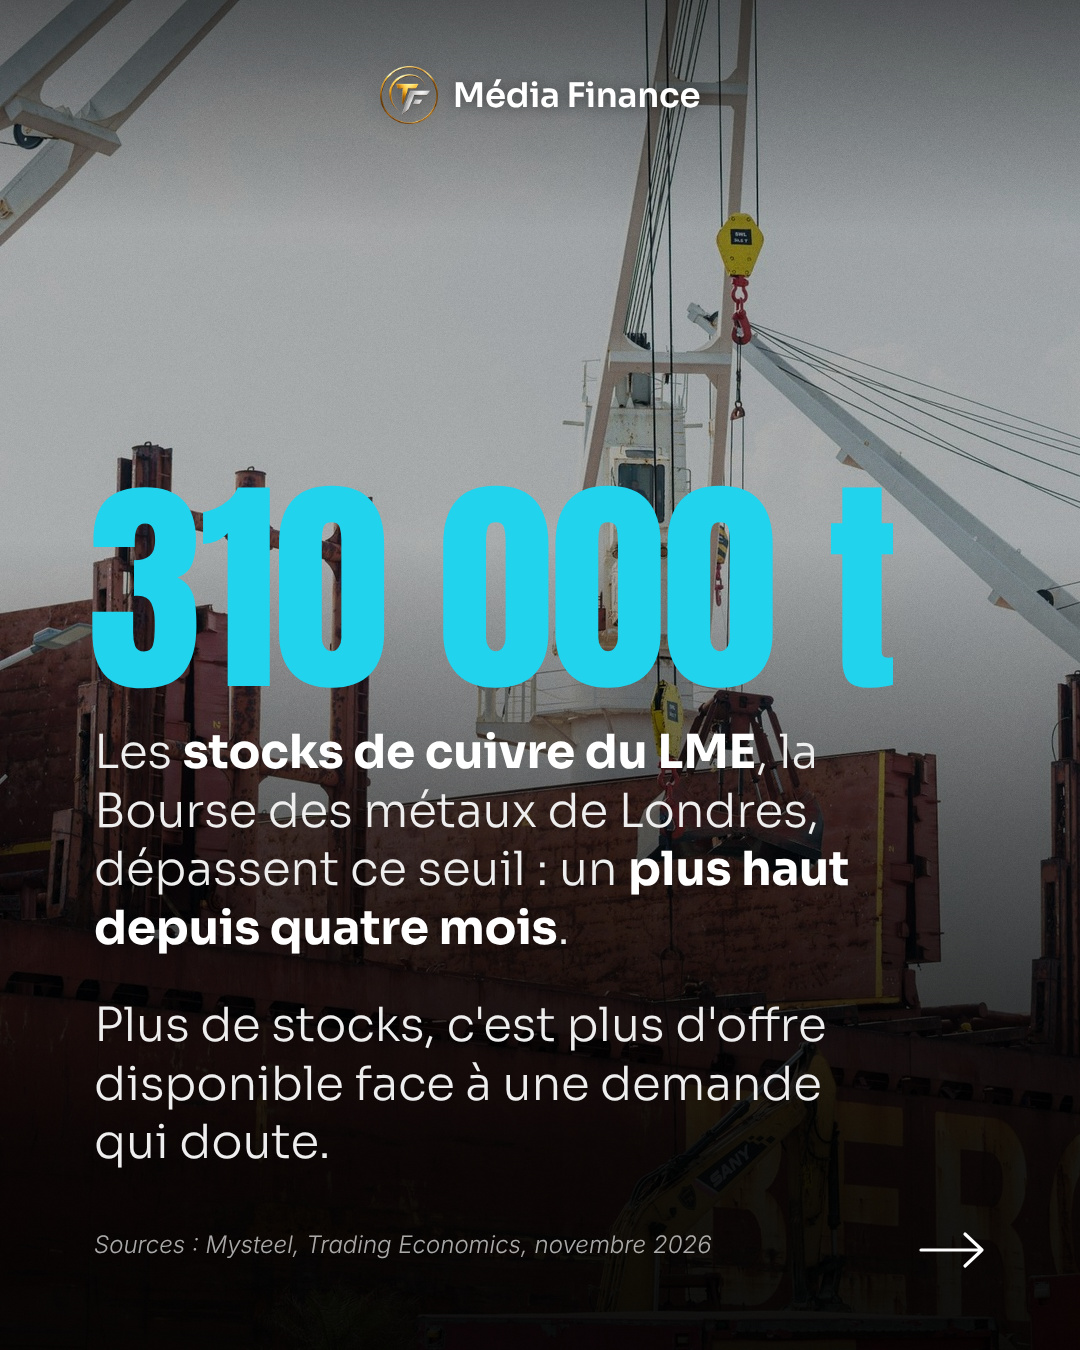 Média Finance
310 000 t
Les stocks de cuivre du LME, la
Bourse des métaux de Londres,
dépassent ce seuil : un plus haut
depuis quatre mois.
Plus de stocks, c'est plus d'offre
disponible face à une demande
qui doute.
SANY
Sources : Mysteel, Trading Economics, novembre 2026